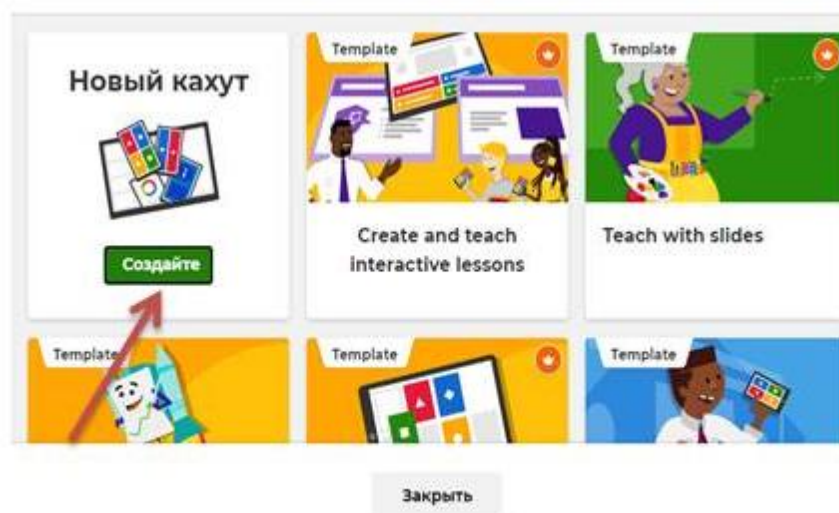 Новый кахут
Создайте
Template
Create and teach
interactive lessons
Template
Teach with slides
Template
Template
Template
Закрыть